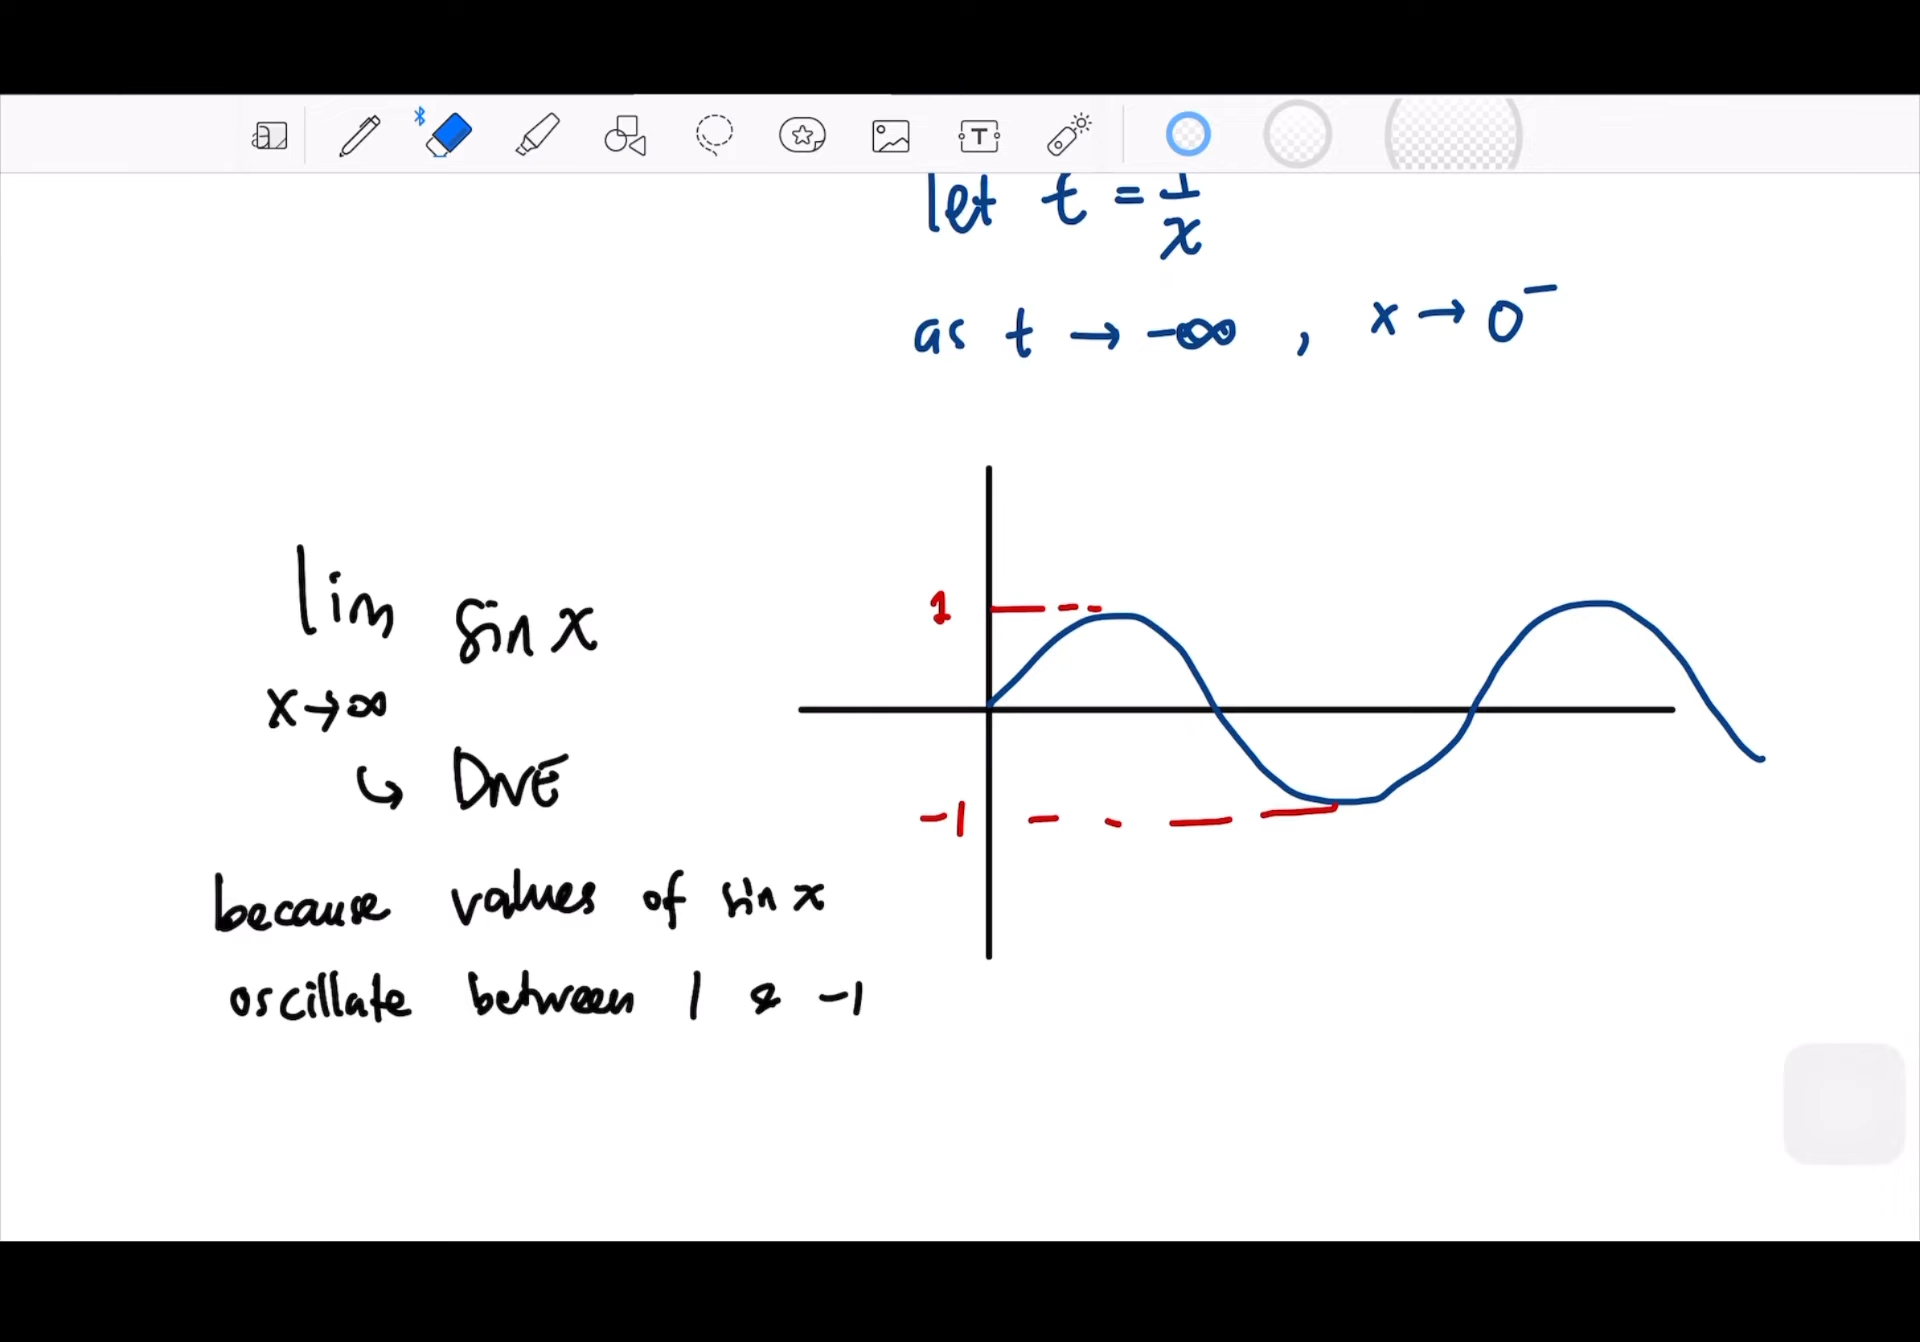 let t = 1/x
as t → -∞ , x → 0⁻
lim sin x
x → ∞
↳ DNE
because values of sin x
oscillate between 1 & -1
1
-1